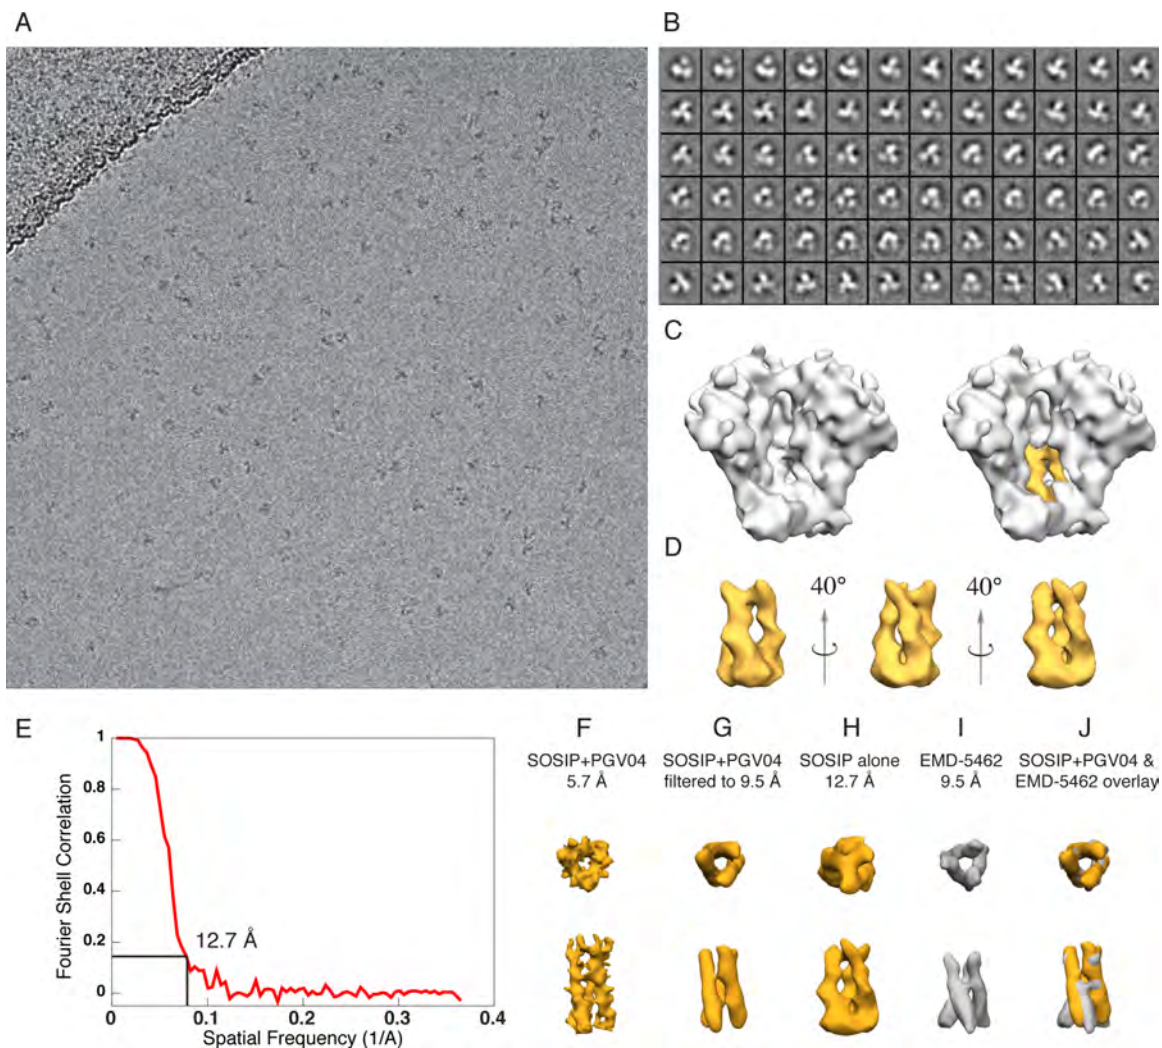 A
B
C
D
40°
40°
E
1
0.8
0.6
0.4
0.2
0
Fourier Shell Correlation
12.7 Å
0
0.1
0.2
0.3
0.4
Spatial Frequency (1/A)
F
G
H
I
J
SOSIP+PGV04
5.7 Å
SOSIP+PGV04
filtered to 9.5 Å
SOSIP alone
12.7 Å
EMD-5462
9.5 Å
SOSIP+PGV04 &
EMD-5462 overlay